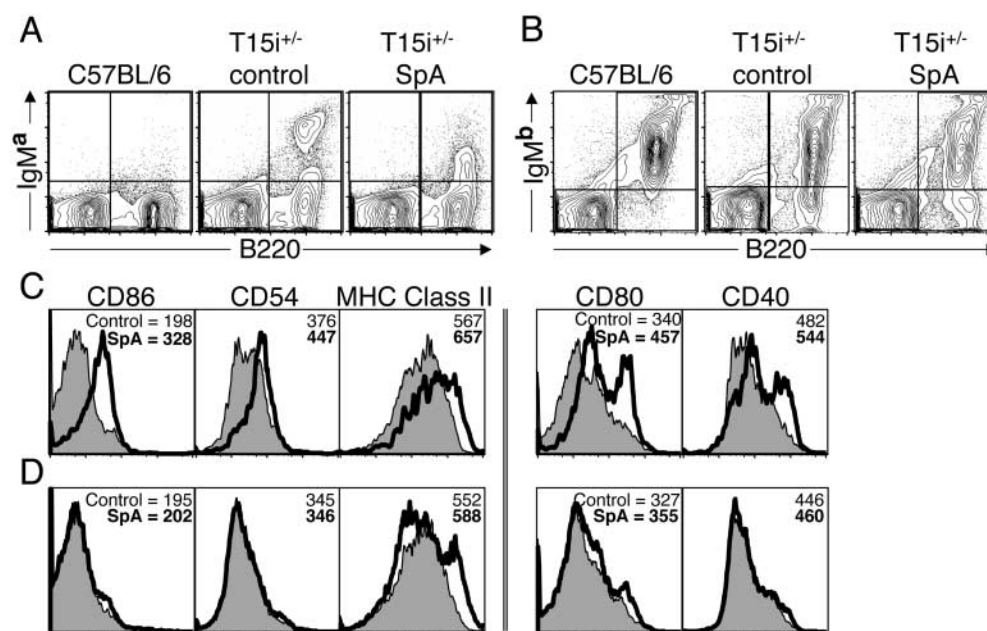 A
C57BL/6
T15i+/-
control
T15i+/-
SpA
IgMa
B220
B
C57BL/6
T15i+/-
control
T15i+/-
SpA
IgMb
B220
C
CD86
CD54
MHC Class II
CD80
CD40
Control = 198
SpA = 328
376
447
567
657
Control = 340
SpA = 457
482
544
D
Control = 195
SpA = 202
345
346
552
588
Control = 327
SpA = 355
446
460